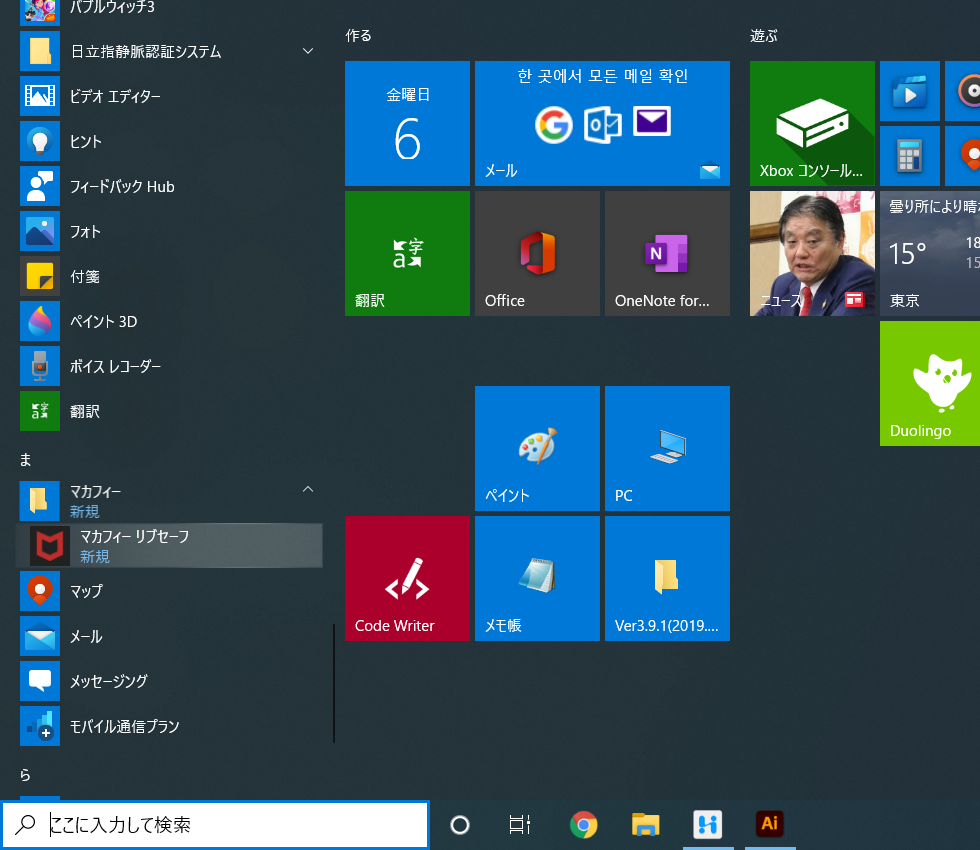 バブルウィッチ3
日立指静脈認証システム
ビデオ エディター
ヒント
フィードバック Hub
フォト
付箋
ペイント 3D
ボイス レコーダー
翻訳
ま
マカフィー
新規
マカフィー リブセーフ
新規
マップ
メール
メッセージング
モバイル通信プラン
ら
作る
金曜日
6
한 곳에서 모든 메일 확인
メール
字
あ
翻訳
Office
N
OneNote for...
ペイント
PC
Code Writer
メモ帳
Ver3.9.1(2019....
遊ぶ
Xbox コンソール...
ニュース
曇り所により晴
15°
18
15
東京
Duolingo
ここに入力して検索
Ai